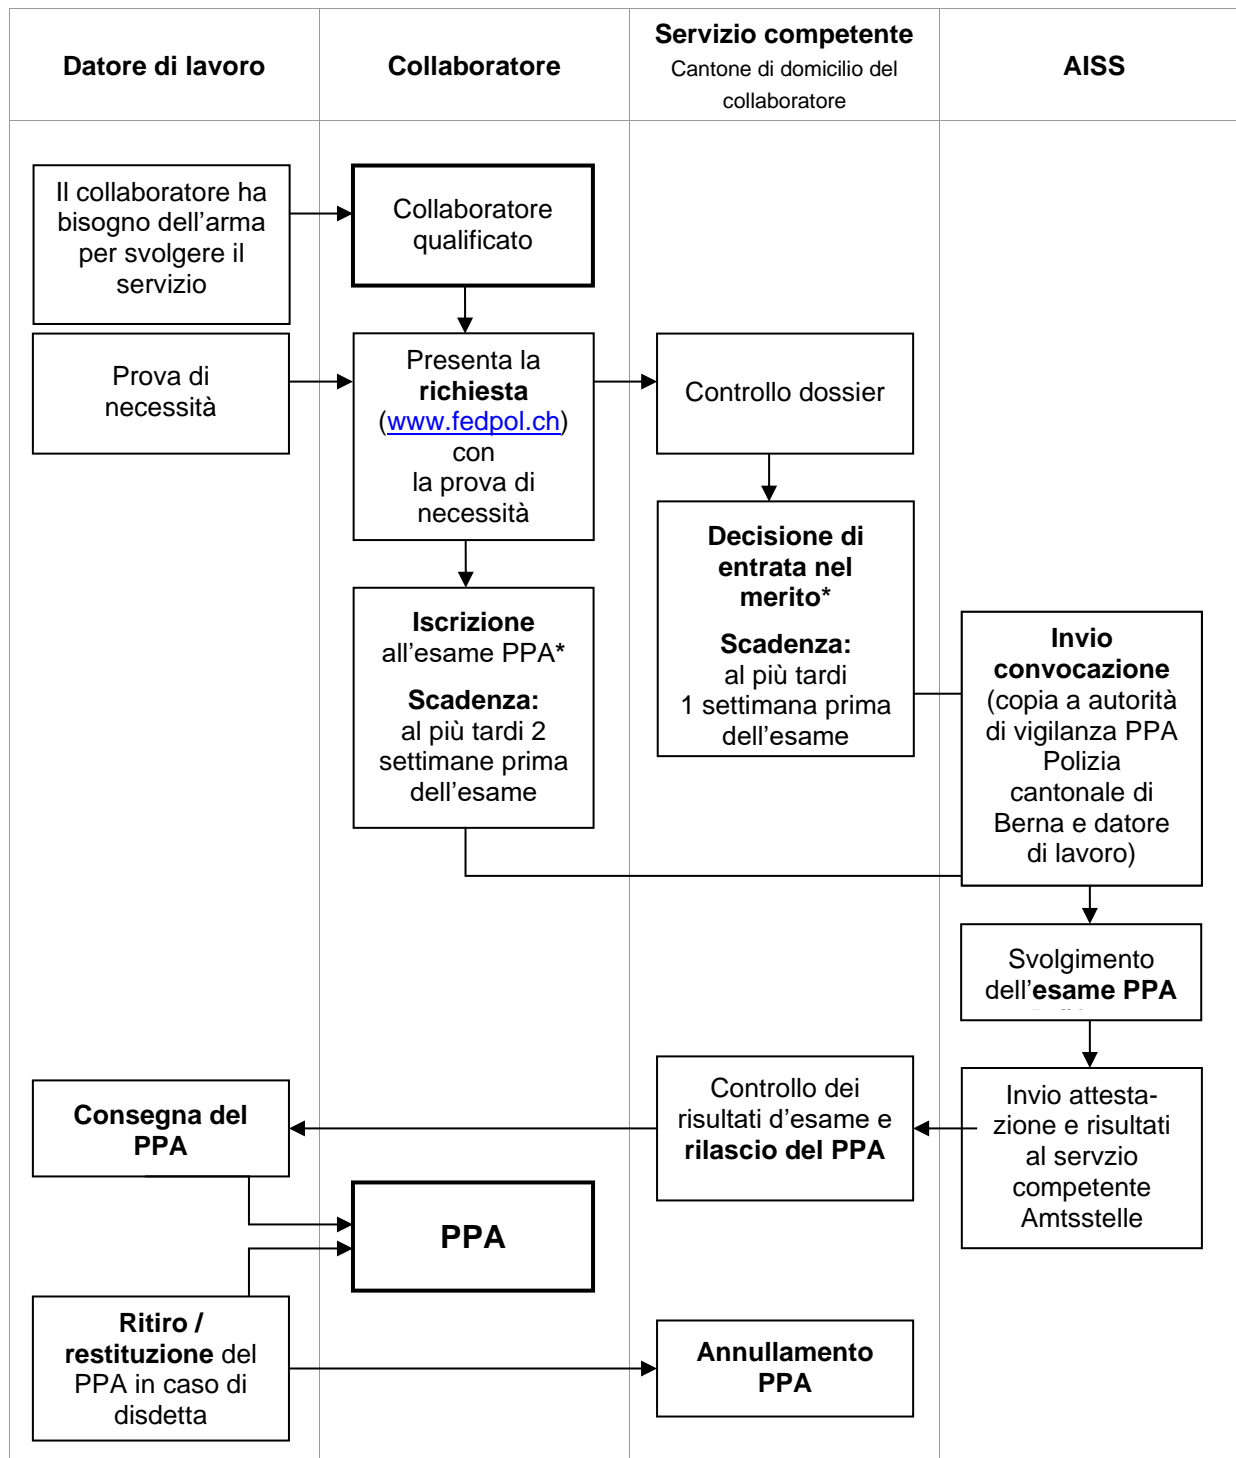 Datore di lavoro
Collaboratore
Servizio competente
Cantone di domicilio del
collaboratore
AISS
Il collaboratore ha
bisogno dell'arma
per svolgere il
servizio
Collaboratore
qualificato
Prova di
necessità
Presenta la
richiesta
(www.fedpol.ch)
con
la prova di
necessità
Controllo dossier
Decisione di
entrata nel
merito*
Scadenza:
al più tardi
1 settimana prima
dell'esame
Iscrizione
all'esame PPA*
Scadenza:
al più tardi 2
settimane prima
dell'esame
Invio
convocazione
(copia a autorità
di vigilanza PPA
Polizia
cantonale di
Berna e datore
di lavoro)
Svolgimento
dell'esame PPA
Invio attesta-
zione e risultati
al servzio
competente
Amtsstelle
Controllo dei
risultati d'esame e
rilascio del PPA
Consegna del
PPA
PPA
Ritiro /
restituzione del
PPA in caso di
disdetta
Annullamento
PPA